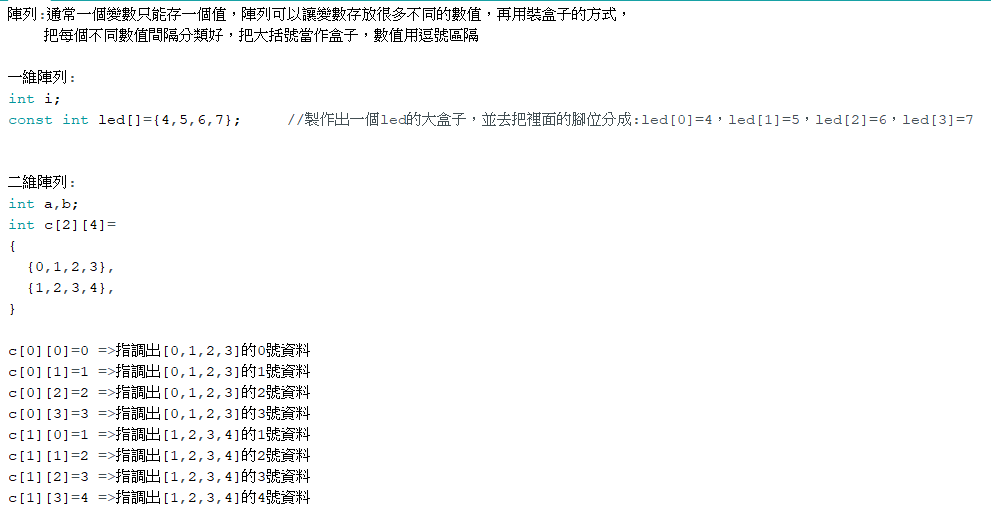 陣列:通常一個變數只能存一個值，陣列可以讓變數存放很多不同的數值，再用裝盒子的方式，
把每個不同數值間隔分類好，把大括號當作盒子，數值用逗號區隔
一維陣列:
int i;
const int led[]={4,5,6,7};     //製作出一個led的大盒子，並去把裡面的腳位分成:led[0]=4，led[1]=5，led[2]=6，led[3]=7
二維陣列:
int a,b;
int c[2][4]=
{
  {0,1,2,3},
  {1,2,3,4},
}
c[0][0]=0 =>指調出[0,1,2,3]的0號資料
c[0][1]=1 =>指調出[0,1,2,3]的1號資料
c[0][2]=2 =>指調出[0,1,2,3]的2號資料
c[0][3]=3 =>指調出[0,1,2,3]的3號資料
c[1][0]=1 =>指調出[1,2,3,4]的1號資料
c[1][1]=2 =>指調出[1,2,3,4]的2號資料
c[1][2]=3 =>指調出[1,2,3,4]的3號資料
c[1][3]=4 =>指調出[1,2,3,4]的4號資料